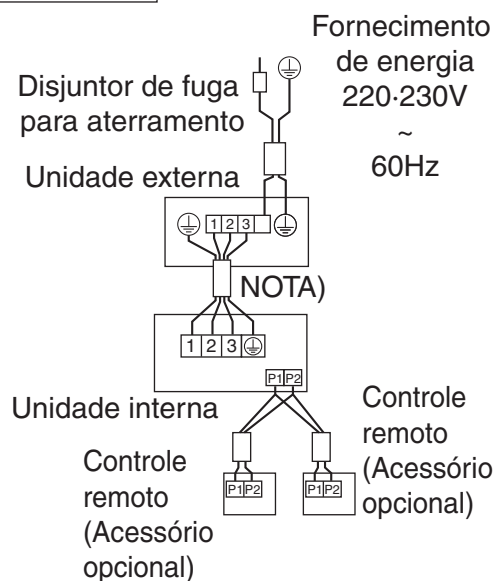 Fornecimento
de energia
220·230V
~
60Hz
Disjuntor de fuga
para aterramento
Unidade externa
1 2 3
NOTA)
1 2 3
P1 P2
Unidade interna
Controle
remoto
(Acessório
opcional)
P1 P2
P1 P2
Controle
remoto
(Acessório
opcional)